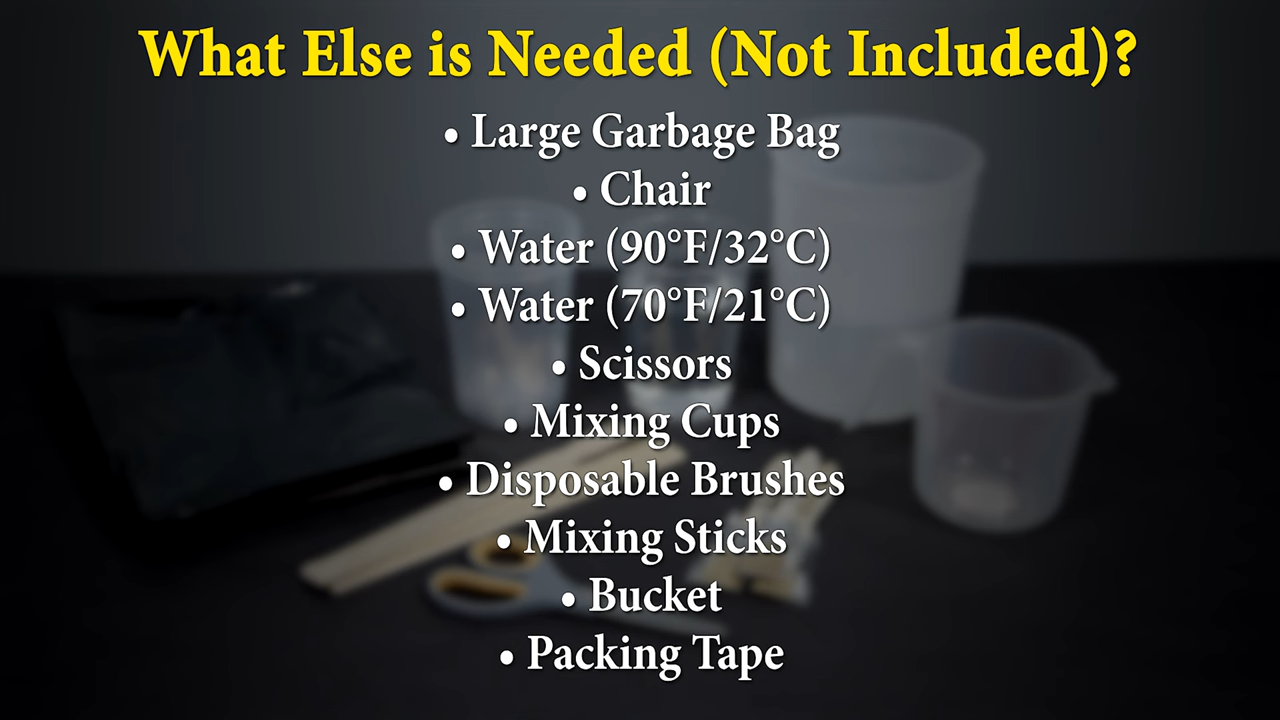 What Else is Needed (Not Included)?
• Large Garbage Bag
• Chair
• Water (90°F/32°C)
• Water (70°F/21°C)
• Scissors
• Mixing Cups
• Disposable Brushes
• Mixing Sticks
• Bucket
• Packing Tape